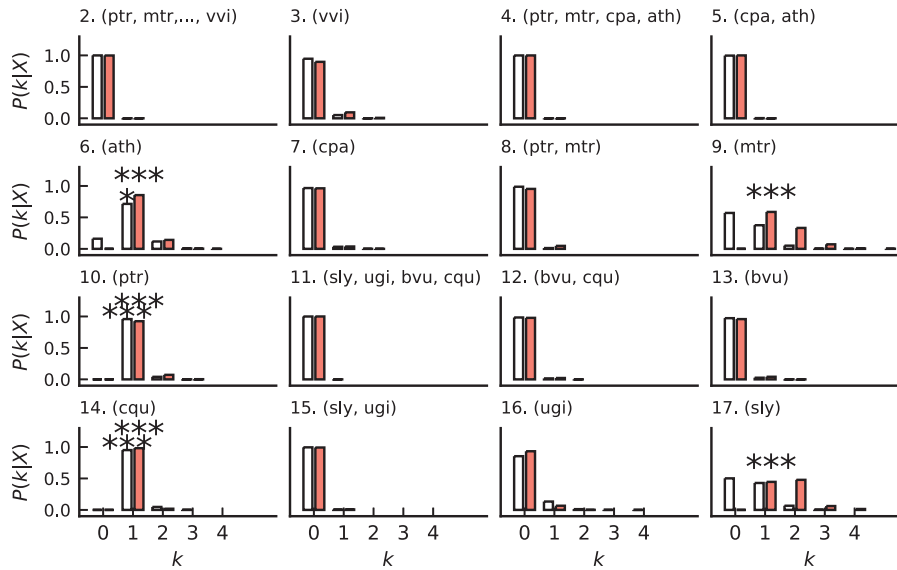 2. (ptr, mtr,..., vvi) 3. (vvi) 4. (ptr, mtr, cpa, ath) 5. (cpa, ath)
P(k|X) 1.0
0.5
0.0
6. (ath) 7. (cpa) 8. (ptr, mtr) 9. (mtr)
***
*
***
P(k|X) 1.0
0.5
0.0
10. (ptr) 11. (sly, ugi, bvu, cqu) 12. (bvu, cqu) 13. (bvu)
***
***
P(k|X) 1.0
0.5
0.0
14. (cqu) 15. (sly, ugi) 16. (ugi) 17. (sly)
***
***
***
P(k|X) 1.0
0.5
0.0
0 1 2 3 4 0 1 2 3 4 0 1 2 3 4 0 1 2 3 4
k k k k